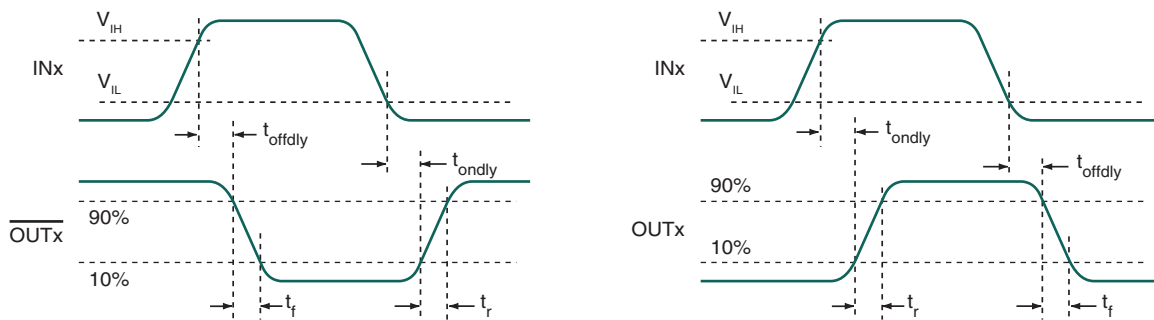 V_IH
INx
V_IL
t_offdly
t_ondly
90%
OUTx
10%
t_f
t_r
V_IH
INx
V_IL
t_ondly
t_offdly
90%
OUTx
10%
t_r
t_f